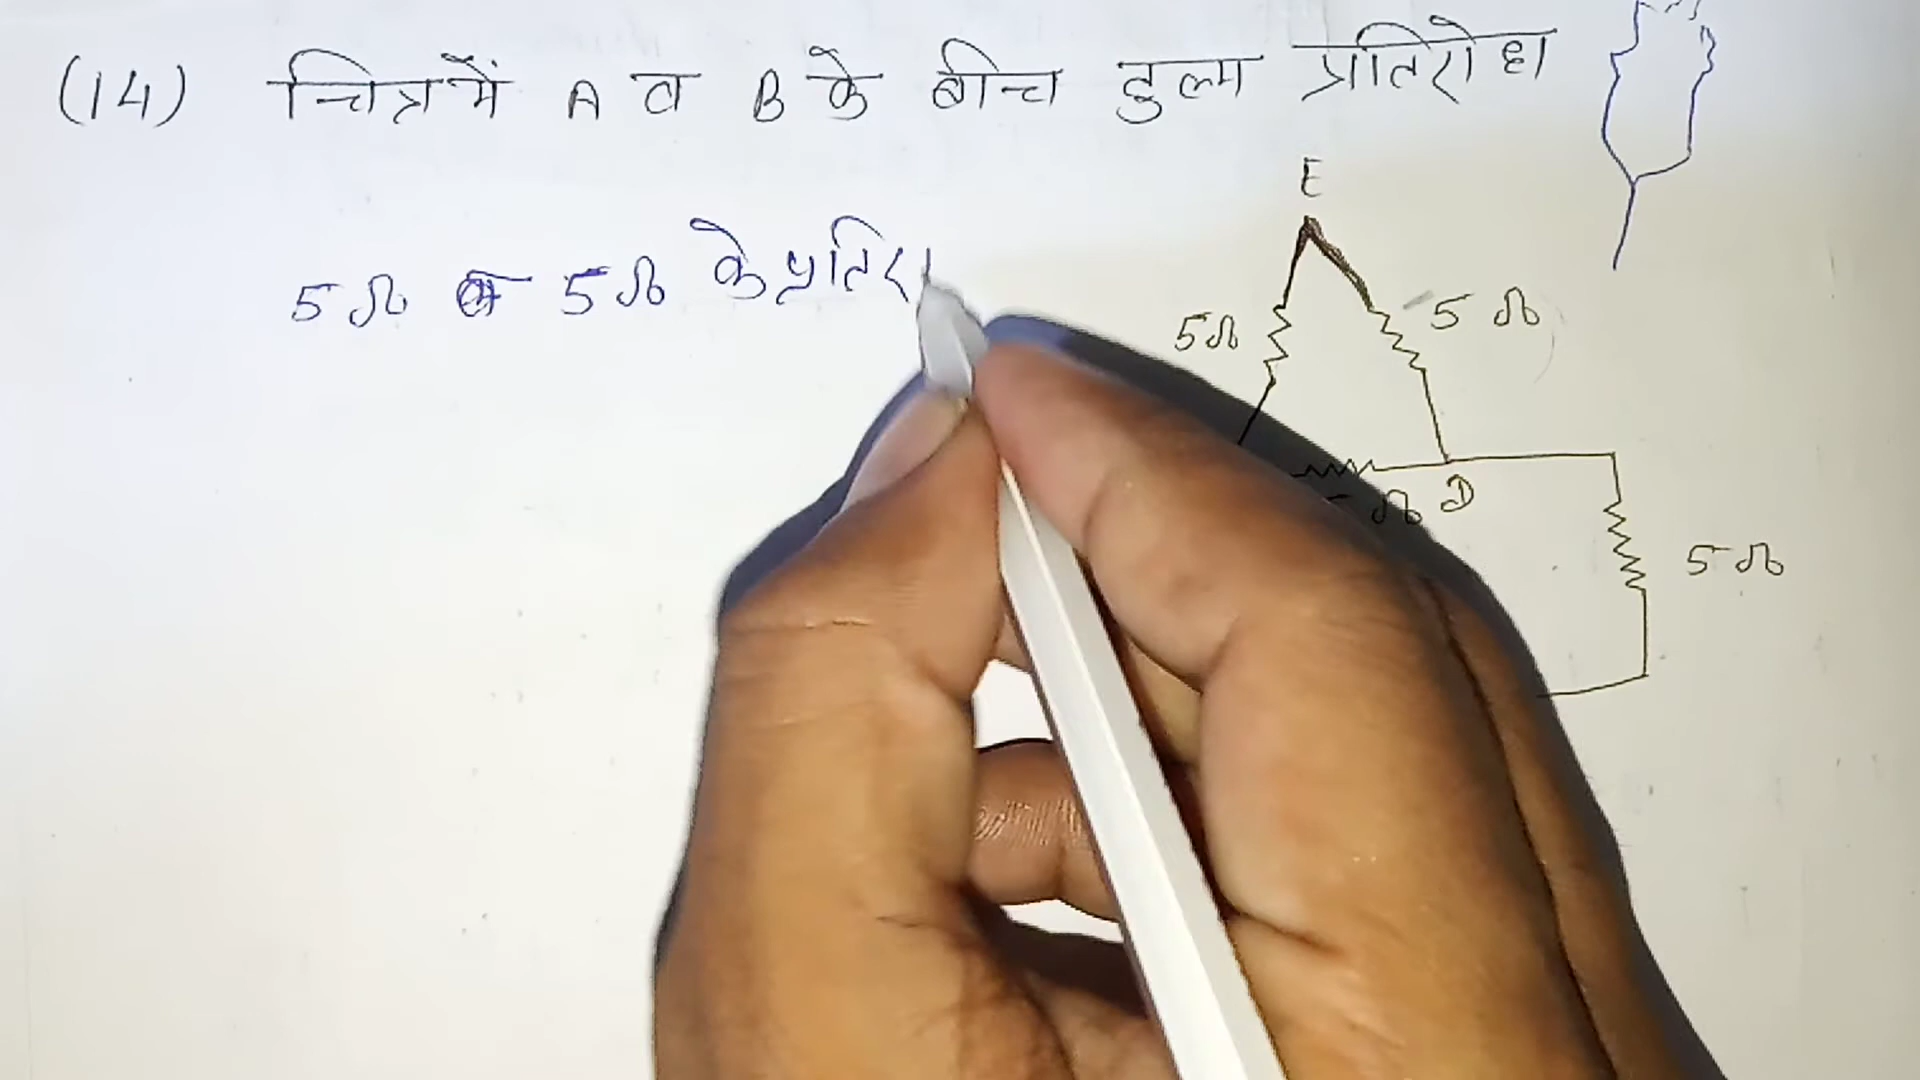 (14) चित्र में A व B के बीच तुल्य प्रतिरोध
E
5Ω 5Ω के प्रतिरा
5Ω 5Ω
Ω D
5Ω